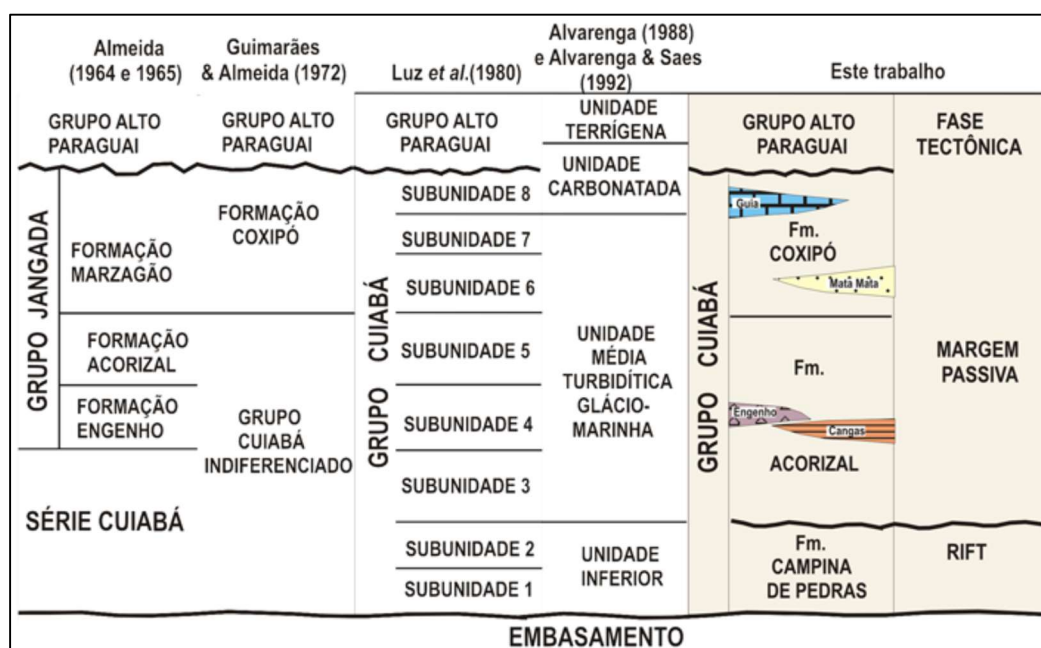 Almeida
(1964 e 1965)
Guimarães
& Almeida (1972)
Luz et al.(1980)
Alvarenga (1988)
e Alvarenga & Saes
(1992)
Este trabalho
GRUPO ALTO
PARAGUAI
GRUPO JANGADA
FORMAÇÃO
MARZAGÃO
FORMAÇÃO
ACORIZAL
FORMAÇÃO
ENGENHO
SÉRIE CUIABÁ
GRUPO ALTO
PARAGUAI
FORMAÇÃO
COXIPÓ
GRUPO
CUIABÁ
INDIFERENCIADO
GRUPO ALTO
PARAGUAI
GRUPO CUIABÁ
SUBUNIDADE 8
SUBUNIDADE 7
SUBUNIDADE 6
SUBUNIDADE 5
SUBUNIDADE 4
SUBUNIDADE 3
SUBUNIDADE 2
SUBUNIDADE 1
UNIDADE
TERRÍGENA
UNIDADE
CARBONATADA
UNIDADE
MÉDIA
TURBIDÍTICA
GLÁCIO-
MARINHA
UNIDADE
INFERIOR
GRUPO ALTO
PARAGUAI
GRUPO CUIABÁ
Guia
Fm.
COXIPÓ
Mata Mata
Fm.
Engenho
Cangas
ACORIZAL
Fm.
CAMPINA
DE PEDRAS
FASE
TECTÔNICA
MARGEM
PASSIVA
RIFT
EMBASAMENTO